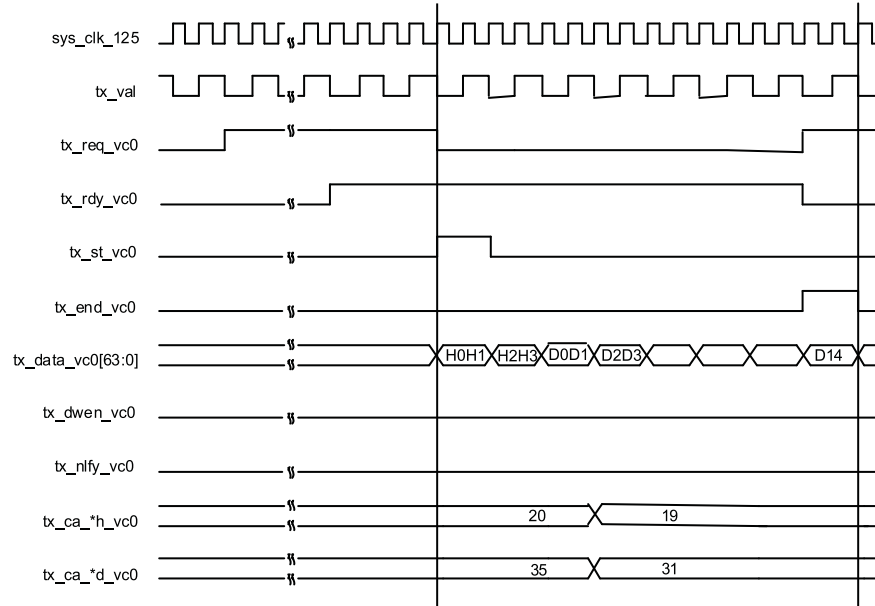 sys_clk_125
tx_val
tx_req_vc0
tx_rdy_vc0
tx_st_vc0
tx_end_vc0
tx_data_vc0[63:0] H0H1 H2H3 D0D1 D2D3 D14
tx_dwen_vc0
tx_nlfy_vc0
tx_ca_*h_vc0 20 19
tx_ca_*d_vc0 35 31